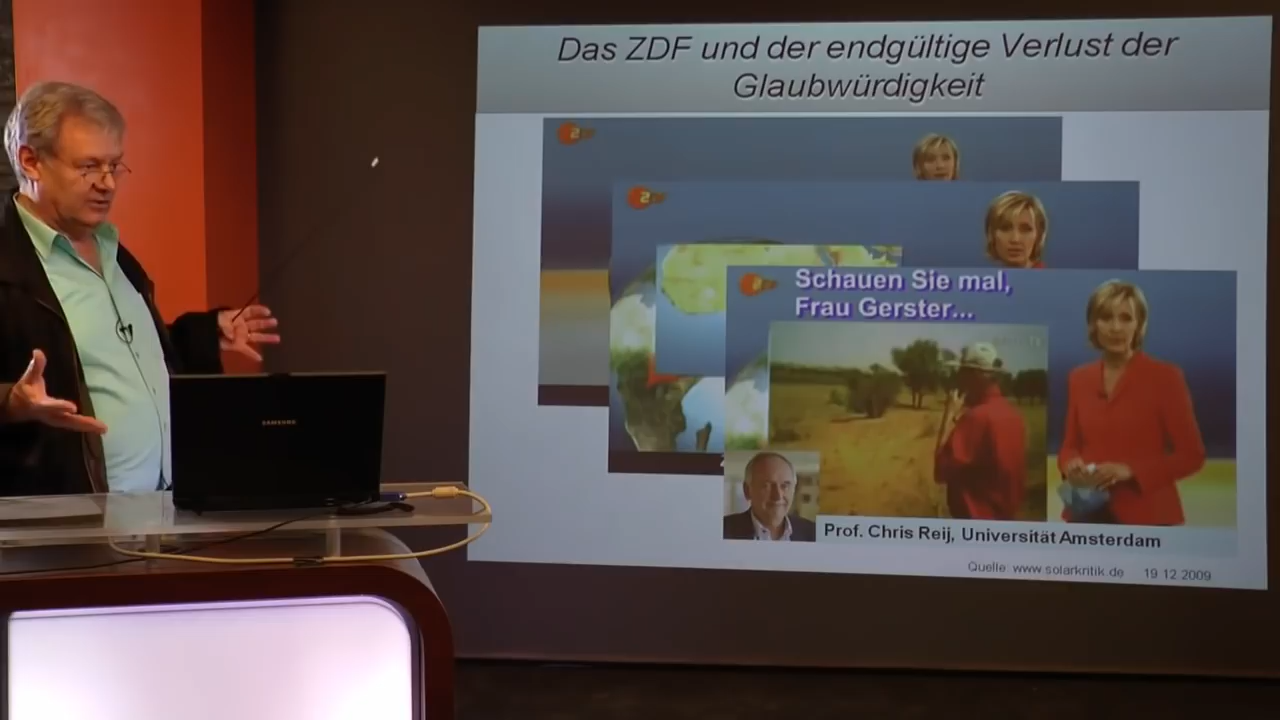 Das ZDF und der endgültige Verlust der
Glaubwürdigkeit
Schauen Sie mal,
Frau Gerster...
Prof. Chris Reij, Universität Amsterdam
Quelle: www.solarkritik.de 19.12.2009
SAMSUNG